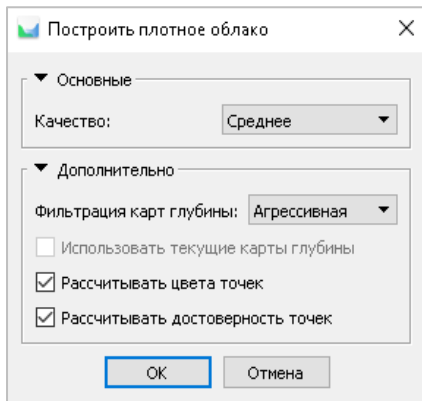 Построить плотное облако
Основные
Качество: Среднее
Дополнительно
Фильтрация карт глубины: Агрессивная
Использовать текущие карты глубины
Рассчитывать цвета точек
Рассчитывать достоверность точек
ОК Отмена